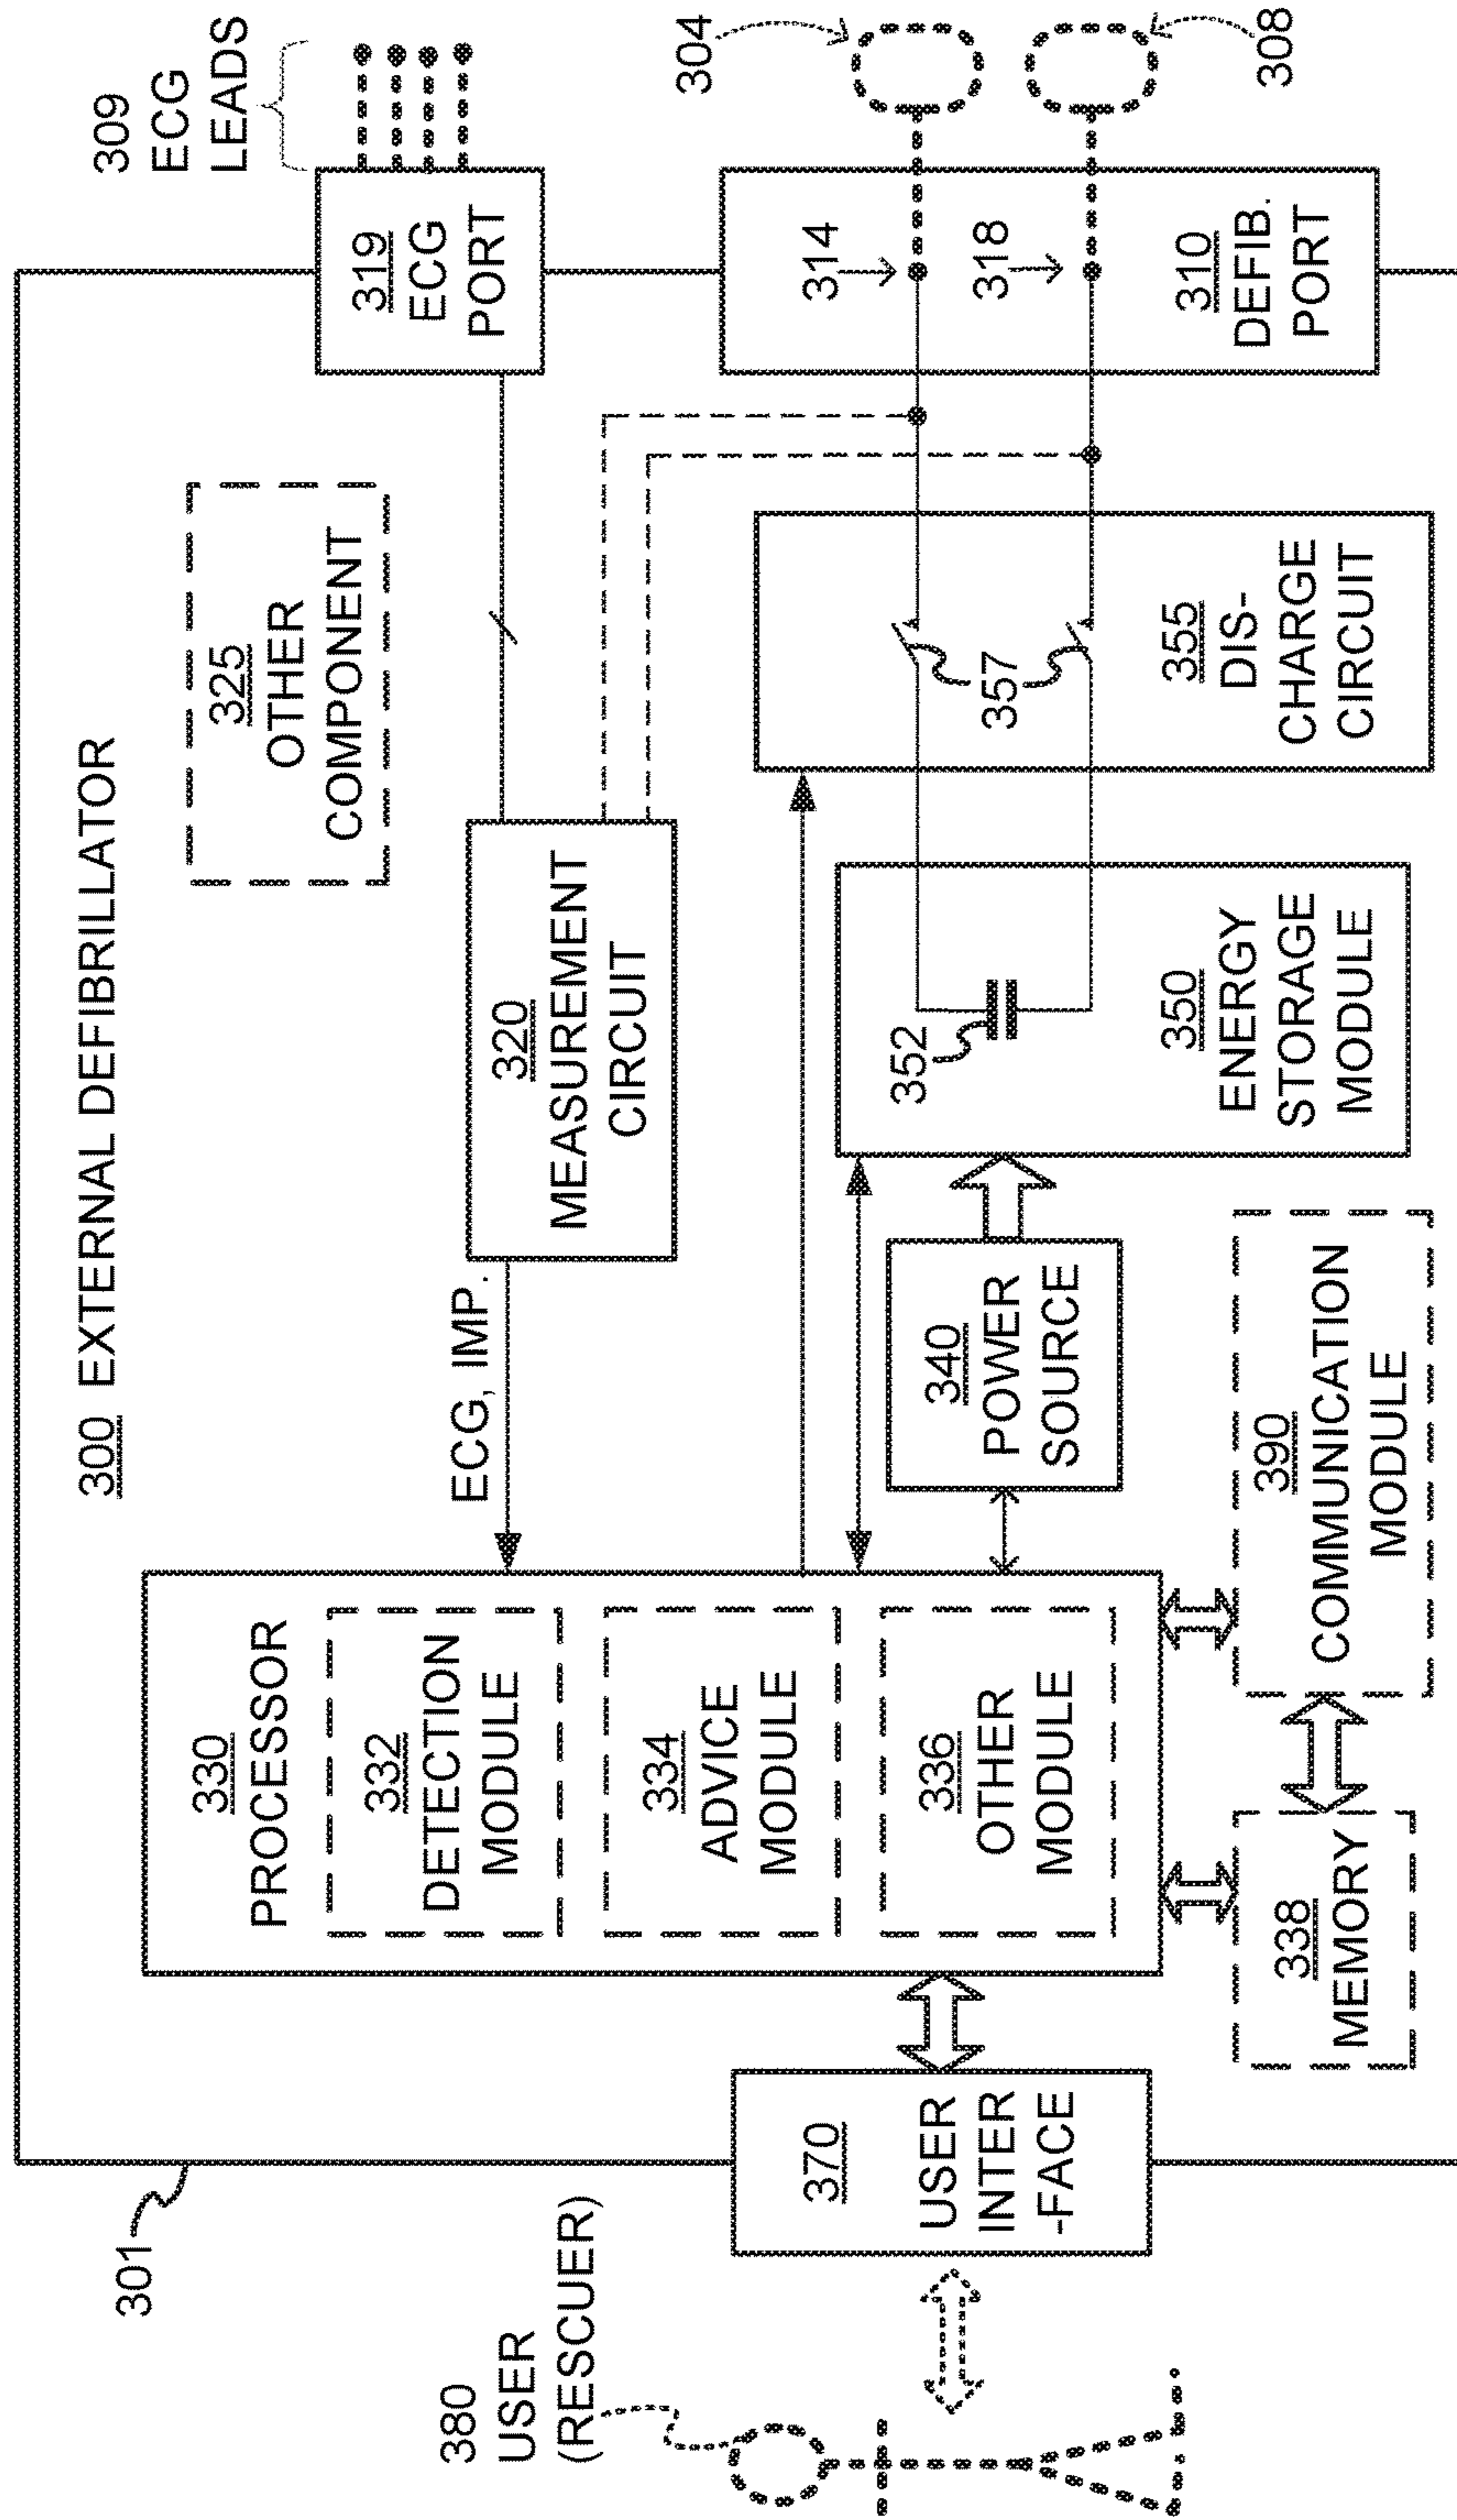 300 EXTERNAL DEFIBRILLATOR
301
309
ECG
LEADS
319
ECG
PORT
325
OTHER
COMPONENT
380
USER
(RESCUER)
330
PROCESSOR
332
DETECTION
MODULE
334
ADVICE
MODULE
336
OTHER
MODULE
ECG, IMP.
320
MEASUREMENT
CIRCUIT
304
308
314
318
310
DEFIB.
PORT
370
USER
INTER
-FACE
340
POWER
SOURCE
352
350
ENERGY
STORAGE
MODULE
357
355
DIS-
CHARGE
CIRCUIT
338
MEMORY
390
COMMUNICATION
MODULE